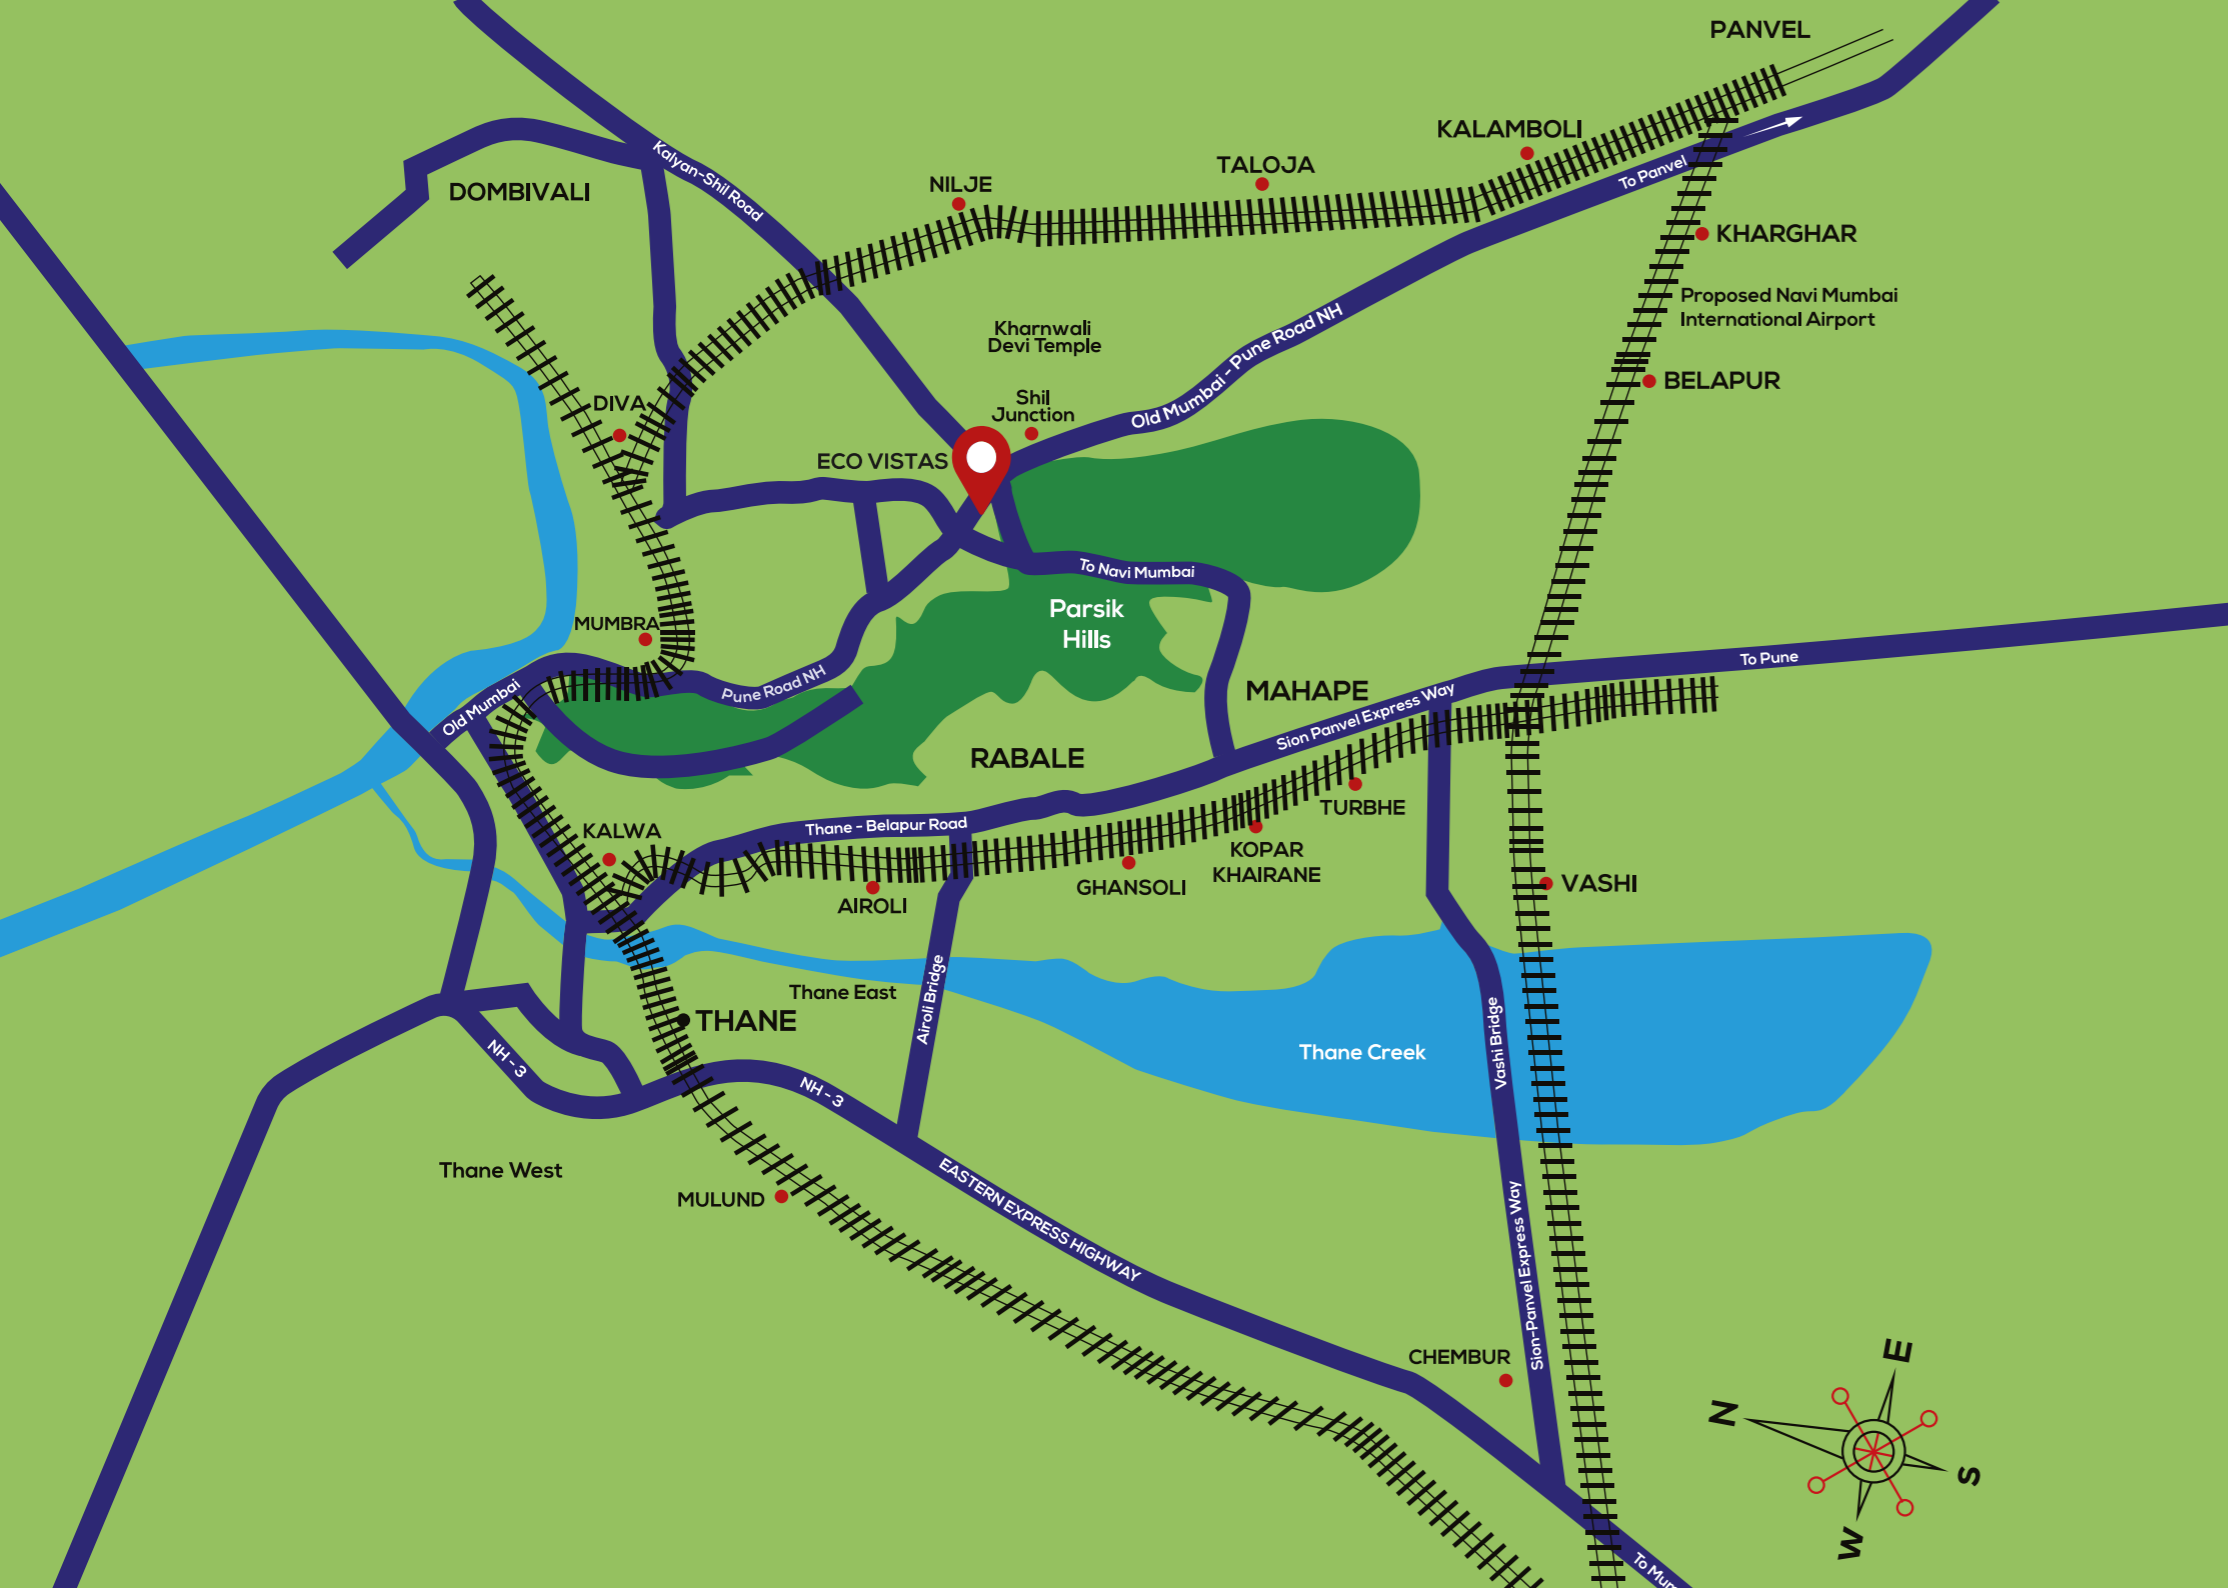 PANVEL
KALAMBOLI
TALOJA
NILJE
DOMBIVALI
Kalyan-Shil Road
To Panvel
KHARGHAR
Proposed Navi Mumbai
International Airport
Kharnwali
Devi Temple
Old Mumbai - Pune Road NH
BELAPUR
DIVA
Shil
Junction
ECO VISTAS
To Navi Mumbai
Parsik
Hills
MUMBRA
Pune Road NH
Old Mumbai
To Pune
MAHAPE
Sion Panvel Express Way
RABALE
TURBHE
Thane - Belapur Road
KALWA
KOPAR
KHAIRANE
GHANSOLI
AIROLI
VASHI
Thane East
Airoli Bridge
THANE
Thane Creek
Vashi Bridge
NH - 3
NH - 3
Thane West
MULUND
EASTERN EXPRESS HIGHWAY
Sion-Panvel Express Way
CHEMBUR
E
N
S
W
To Mum